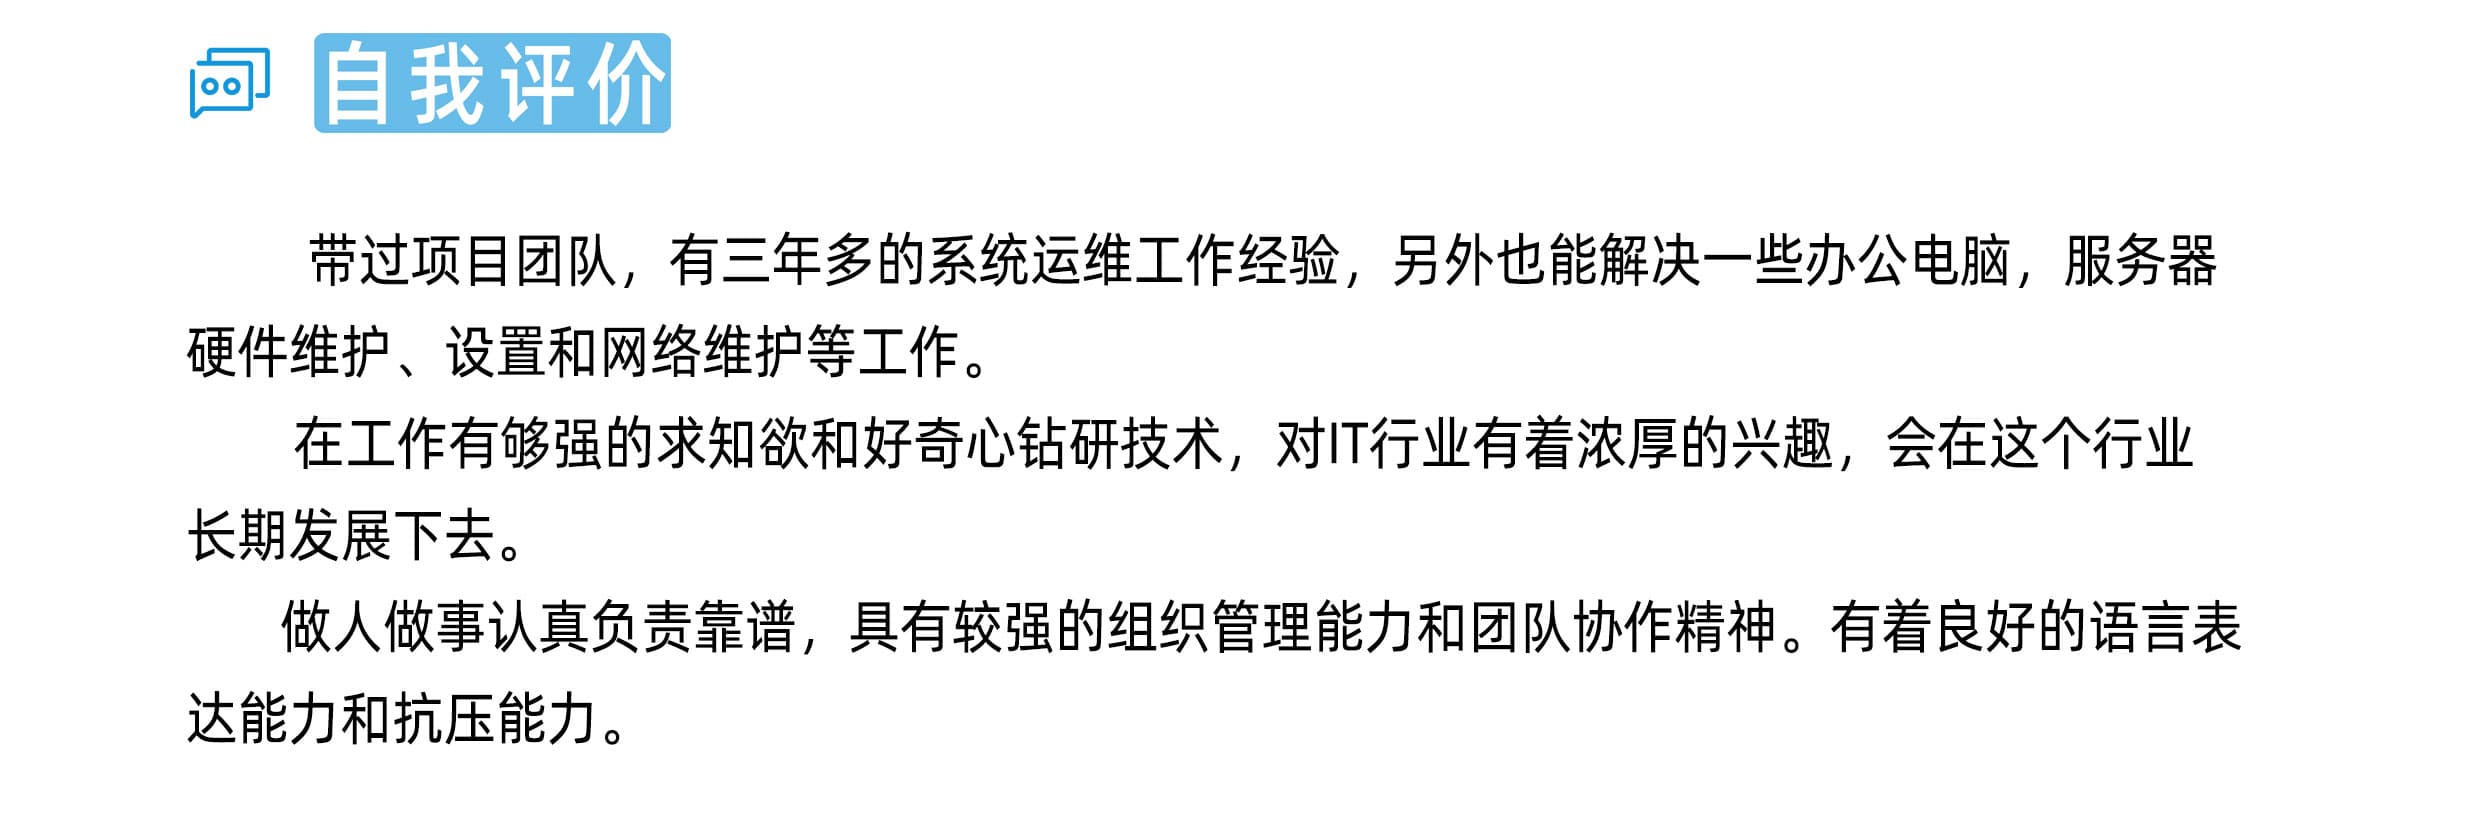 自我评价
带过项目团队，有三年多的系统运维工作经验，另外也能解决一些办公电脑，服务器
硬件维护、设置和网络维护等工作。
在工作有够强的求知欲和好奇心钻研技术，对IT行业有着浓厚的兴趣，会在这个行业
长期发展下去。
做人做事认真负责靠谱，具有较强的组织管理能力和团队协作精神。有着良好的语言表
达能力和抗压能力。